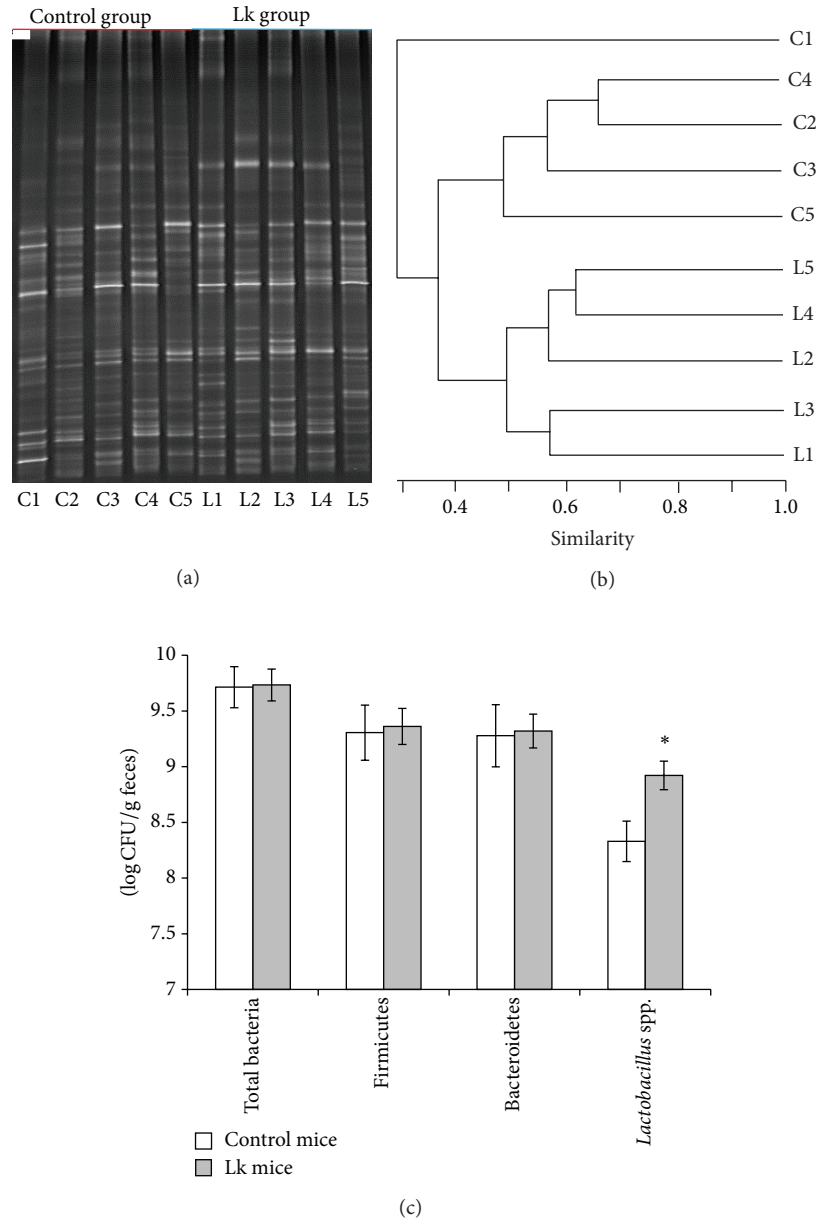 Control group Lk group
C1 C2 C3 C4 C5 L1 L2 L3 L4 L5
(a)
C1
C4
C2
C3
C5
L5
L4
L2
L3
L1
0.4 0.6 0.8 1.0
Similarity
(b)
10
9.5
9
8.5
8
7.5
7
(log CFU/g feces)
*
Total bacteria
Firmicutes
Bacteroidetes
Lactobacillus spp.
Control mice
Lk mice
(c)